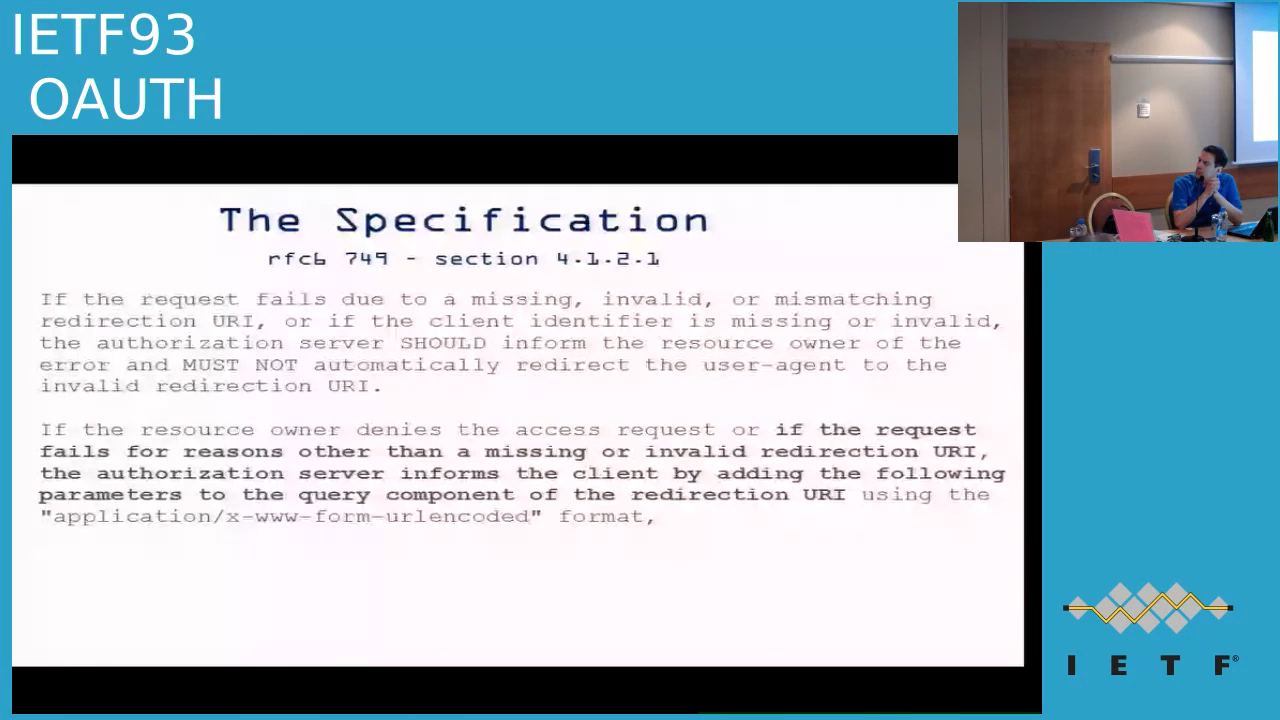 IETF93
OAUTH
The Specification
rfc6 749 - section 4.1.2.1
If the request fails due to a missing, invalid, or mismatching
redirection URI, or if the client identifier is missing or invalid,
the authorization server SHOULD inform the resource owner of the
error and MUST NOT automatically redirect the user-agent to the
invalid redirection URI.
If the resource owner denies the access request or if the request
fails for reasons other than a missing or invalid redirection URI,
the authorization server informs the client by adding the following
parameters to the query component of the redirection URI using the
"application/x-www-form-urlencoded" format,
I E T F®